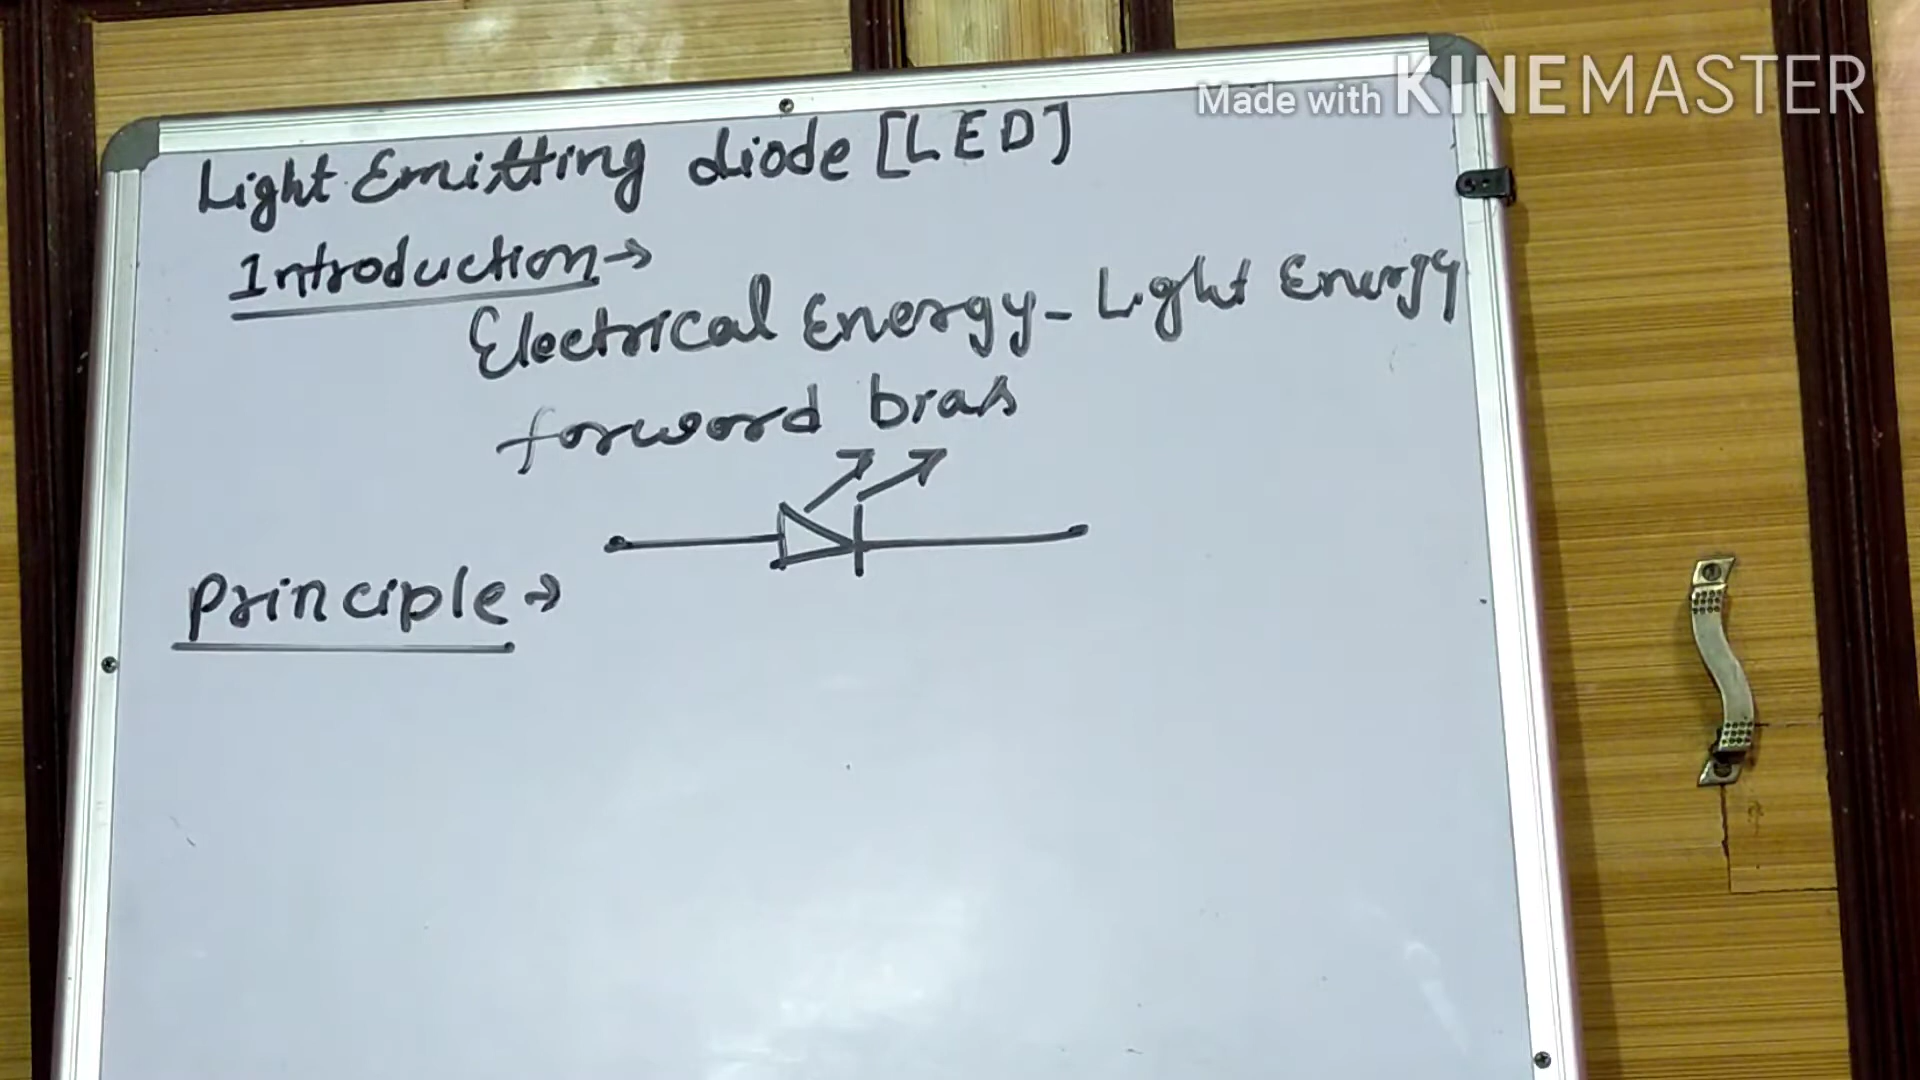 Made with KINEMASTER
Light Emitting diode [LED]
Introduction →
Electrical Energy - Light Energy
forword bias
Principle →